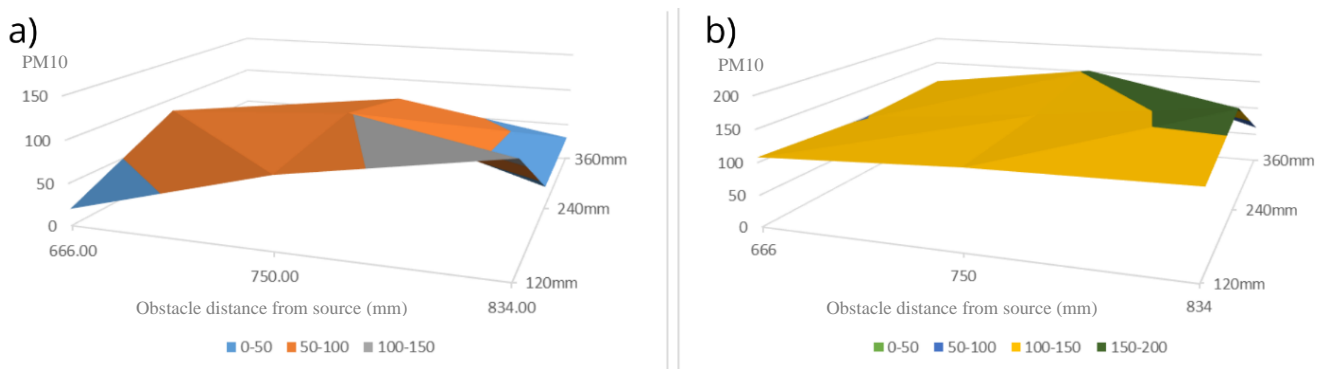 a)
PM10
150
100
50
0
666.00
750.00
834.00
120mm
240mm
360mm
Obstacle distance from source (mm)
0-50 50-100 100-150
b)
PM10
200
150
100
50
0
666
750
834
120mm
240mm
360mm
Obstacle distance from source (mm)
0-50 50-100 100-150 150-200